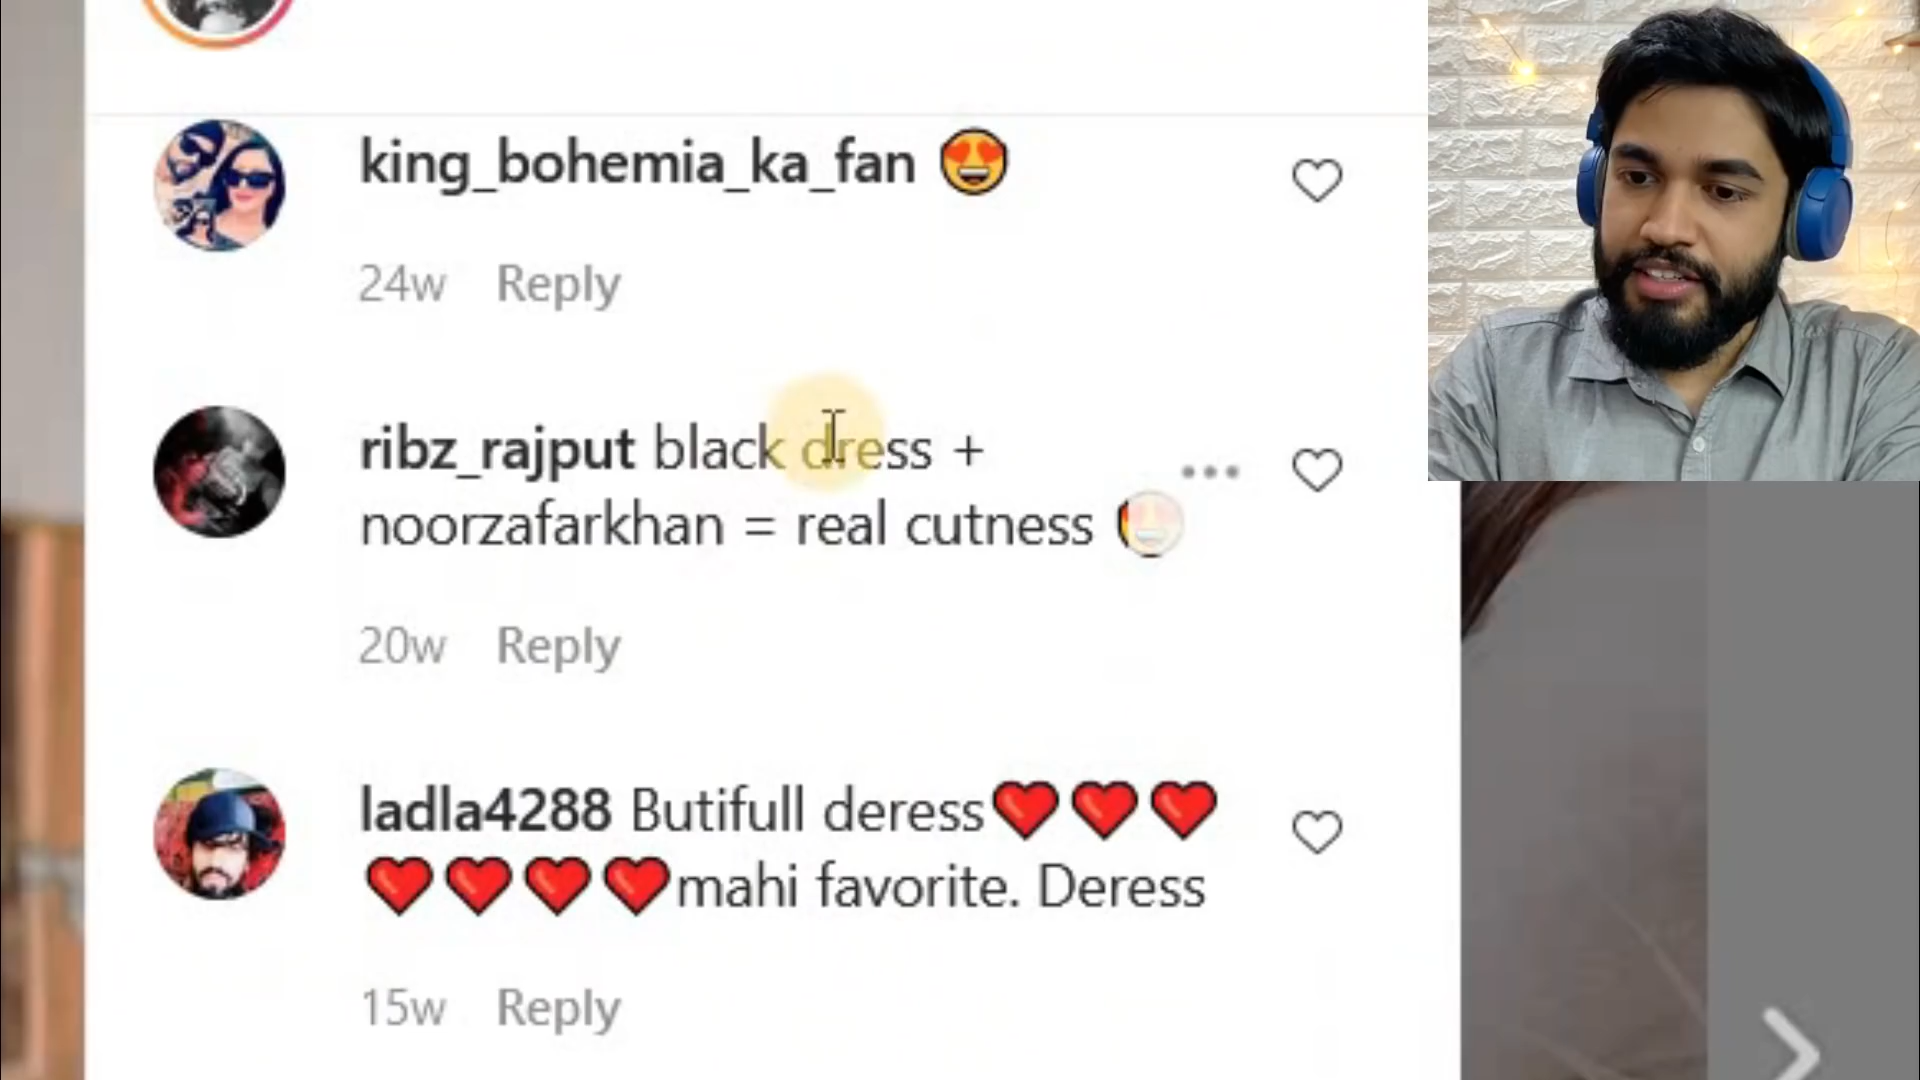 king_bohemia_ka_fan 😍
24w Reply
ribz_rajput black dress +
noorzafarkhan = real cutness 😍
20w Reply
ladla4288 Butifull deress❤❤❤
❤❤❤❤mahi favorite. Deress
15w Reply